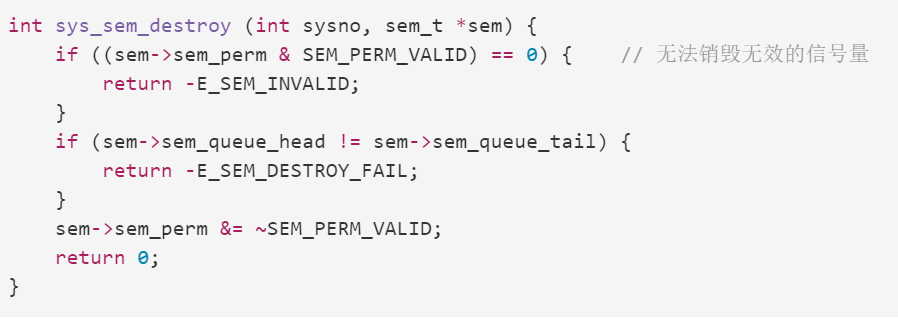 int sys_sem_destroy (int sysno, sem_t *sem) {
    if ((sem->sem_perm & SEM_PERM_VALID) == 0) {    // 无法销毁无效的信号量
        return -E_SEM_INVALID;
    }
    if (sem->sem_queue_head != sem->sem_queue_tail) {
        return -E_SEM_DESTROY_FAIL;
    }
    sem->sem_perm &= ~SEM_PERM_VALID;
    return 0;
}